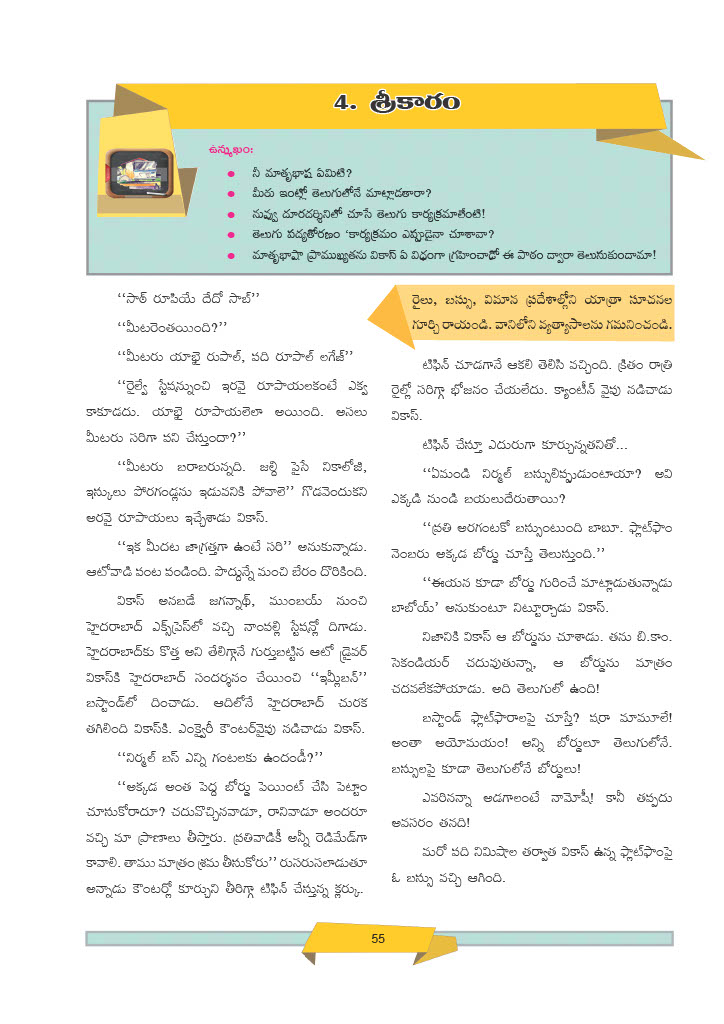 4. శ్రీకారం
ఉన్ముఖం:
● నీ మాతృభాష ఏమిటి?
● మీరు ఇంట్లో తెలుగులోనే మాట్లాడతారా?
● నువ్వు దూరదర్శినిలో చూసే తెలుగు కార్యక్రమాలేంటి!
● తెలుగు పద్యతోరణం ‘కార్యక్రమం ఎప్పుడైనా చూశావా?
● మాతృభాషా ప్రాముఖ్యతను వికాస్ ఏ విధంగా గ్రహించాడో ఈ పాఠం ద్వారా తెలుసుకుందామా!
‘‘సాఠ్ రూపియే దేదో సాబ్’’
‘‘మీటరెంతయింది?’’
‘‘మీటరు యాభై రుపాల్, పది రూపాల్ లగేజ్’’
‘‘రైల్వే స్టేషన్నుంచి ఇరవై రూపాయలకంటే ఎక్వ
కాకూడదు. యాభై రూపాయలెలా అయింది. అసలు
మీటరు సరిగా పని చేస్తుందా?’’
‘‘మీటరు బరాబరున్నది. జల్ది పైసే నికాలోజి,
ఇస్కులు పోరగండ్లను ఇడువనికి పోవాలె’’ గొడవెందుకని
అరవై రూపాయలు ఇచ్చేశాడు వికాస్.
‘‘ఇక మీదట జాగ్రత్తగా ఉంటే సరి’’ అనుకున్నాడు.
ఆటోవాడి పంట పండింది. పొద్దున్నే మంచి బేరం దొరికింది.
వికాస్ అనబడే జగన్నాథ్, ముంబయ్ నుంచి
హైదరాబాద్ ఎక్స్‌ప్రెస్‌లో వచ్చి నాంపల్లి స్టేషన్లో దిగాడు.
హైదరాబాద్‌కు కొత్త అని తేలిగ్గానే గుర్తుబట్టిన ఆటో డ్రైవర్
వికాస్‌కి హైదరాబాద్ సందర్శనం చేయించి ‘‘ఇమ్లీబన్’’
బస్టాండ్‌లో దించాడు. ఆదిలోనే హైదరాబాద్ చురక
తగిలింది వికాస్‌కి. ఎంక్వైరీ కౌంటర్‌వైపు నడిచాడు వికాస్.
‘‘నిర్మల్ బస్ ఎన్ని గంటలకు ఉందండీ?’’
‘‘అక్కడ అంత పెద్ద బోర్డు పెయింట్ చేసి పెట్టాం
చూసుకోరాదూ? చదువొచ్చినవాడూ, రానివాడూ అందరూ
వచ్చి మా ప్రాణాలు తీస్తారు. ప్రతివాడికీ అన్నీ రెడిమేడ్‌గా
కావాలి. తాము మాత్రం శ్రమ తీసుకోరు’’ రుసరుసలాడుతూ
అన్నాడు కౌంటర్లో కూర్చుని తీరిగ్గా టిఫిన్ చేస్తున్న క్లర్కు.
రైలు, బస్సు, విమాన ప్రదేశాల్లోని యాత్రా సూచనల
గూర్చి రాయండి. వానిలోని వ్యత్యాసాలను గమనించండి.
టిఫిన్ చూడగానే ఆకలి తెలిసి వచ్చింది. క్రితం రాత్రి
రైల్లో సరిగ్గా భోజనం చేయలేదు. క్యాంటీన్ వైపు నడిచాడు
వికాస్.
టిఫిన్ చేస్తూ ఎదురుగా కూర్చున్నతనితో...
‘‘ఏమండి నిర్మల్ బస్సులిప్పుడుంటాయా? అవి
ఎక్కడి నుండి బయలుదేరుతాయి?
‘‘ప్రతి అరగంటకో బస్సుంటుంది బాబూ. ఫ్లాట్‌ఫాం
నెంబరు అక్కడ బోర్డు చూస్తే తెలుస్తుంది.’’
‘‘ఈయన కూడా బోర్డు గురించే మాట్లాడుతున్నాడు
బాబోయ్’ అనుకుంటూ నిట్టూర్చాడు వికాస్.
నిజానికి వికాస్ ఆ బోర్డును చూశాడు. తను బి.కాం.
సెకండియర్ చదువుతున్నా, ఆ బోర్డును మాత్రం
చదవలేకపోయాడు. అది తెలుగులో ఉంది!
బస్టాండ్ ఫ్లాట్‌ఫారాలపై చూస్తే? షరా మామూలే!
అంతా అయోమయం! అన్ని బోర్డులూ తెలుగులోనే.
బస్సులపై కూడా తెలుగులోనే బోర్డులు!
ఎవరినన్నా అడగాలంటే నామోషీ! కానీ తప్పదు
అవసరం తనది!
మరో పది నిమిషాల తర్వాత వికాస్ ఉన్న ఫ్లాట్‌ఫాంపై
ఓ బస్సు వచ్చి ఆగింది.
55